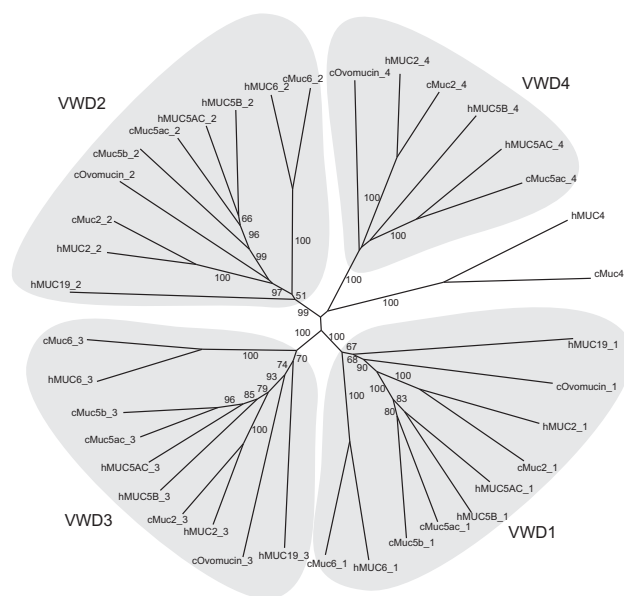 VWD2
cMuc6_2
hMUC6_2
hMUC5B_2
hMUC5AC_2
cMuc5ac_2
cMuc5b_2
cOvomucin_2
cMuc2_2
hMUC2_2
hMUC19_2
66
96
99
100
100
97
51
99
VWD4
hMUC2_4
cOvomucin_4
cMuc2_4
hMUC5B_4
hMUC5AC_4
cMuc5ac_4
100
100
100
hMUC4
cMuc4
100
100
100
cMuc6_3
hMUC6_3
cMuc5b_3
cMuc5ac_3
hMUC5AC_3
hMUC5B_3
cMuc2_3
hMUC2_3
cOvomucin_3
hMUC19_3
VWD3
100
70
74
93
79
85
96
100
hMUC19_1
cOvomucin_1
hMUC2_1
cMuc2_1
hMUC5AC_1
hMUC5B_1
cMuc5ac_1
cMuc5b_1
hMUC6_1
cMuc6_1
VWD1
67
68
90
100
100
100
83
80